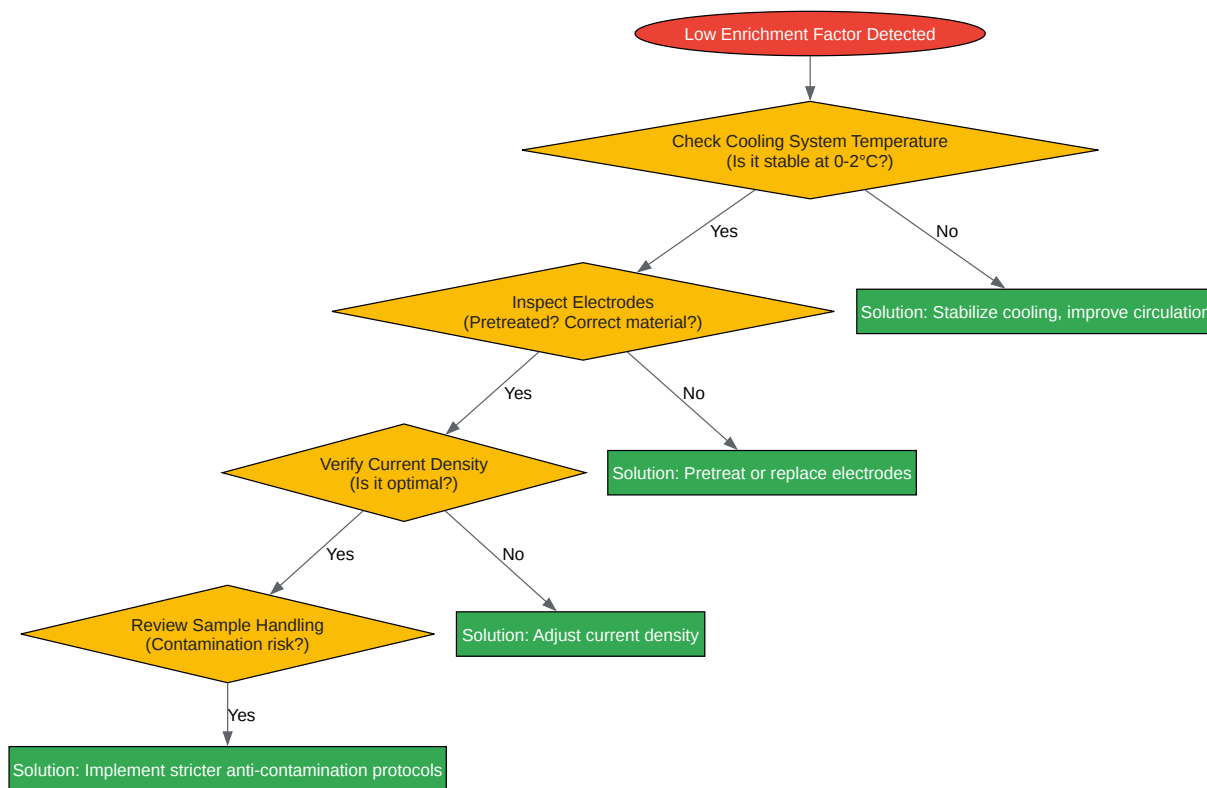 Low Enrichment Factor Detected
Check Cooling System Temperature
(Is it stable at 0-2°C?)
Yes
No
Inspect Electrodes
(Pretreated? Correct material?)
Solution: Stabilize cooling, improve circulation
Yes
No
Verify Current Density
(Is it optimal?)
Solution: Pretreat or replace electrodes
Yes
No
Review Sample Handling
(Contamination risk?)
Solution: Adjust current density
Yes
Solution: Implement stricter anti-contamination protocols